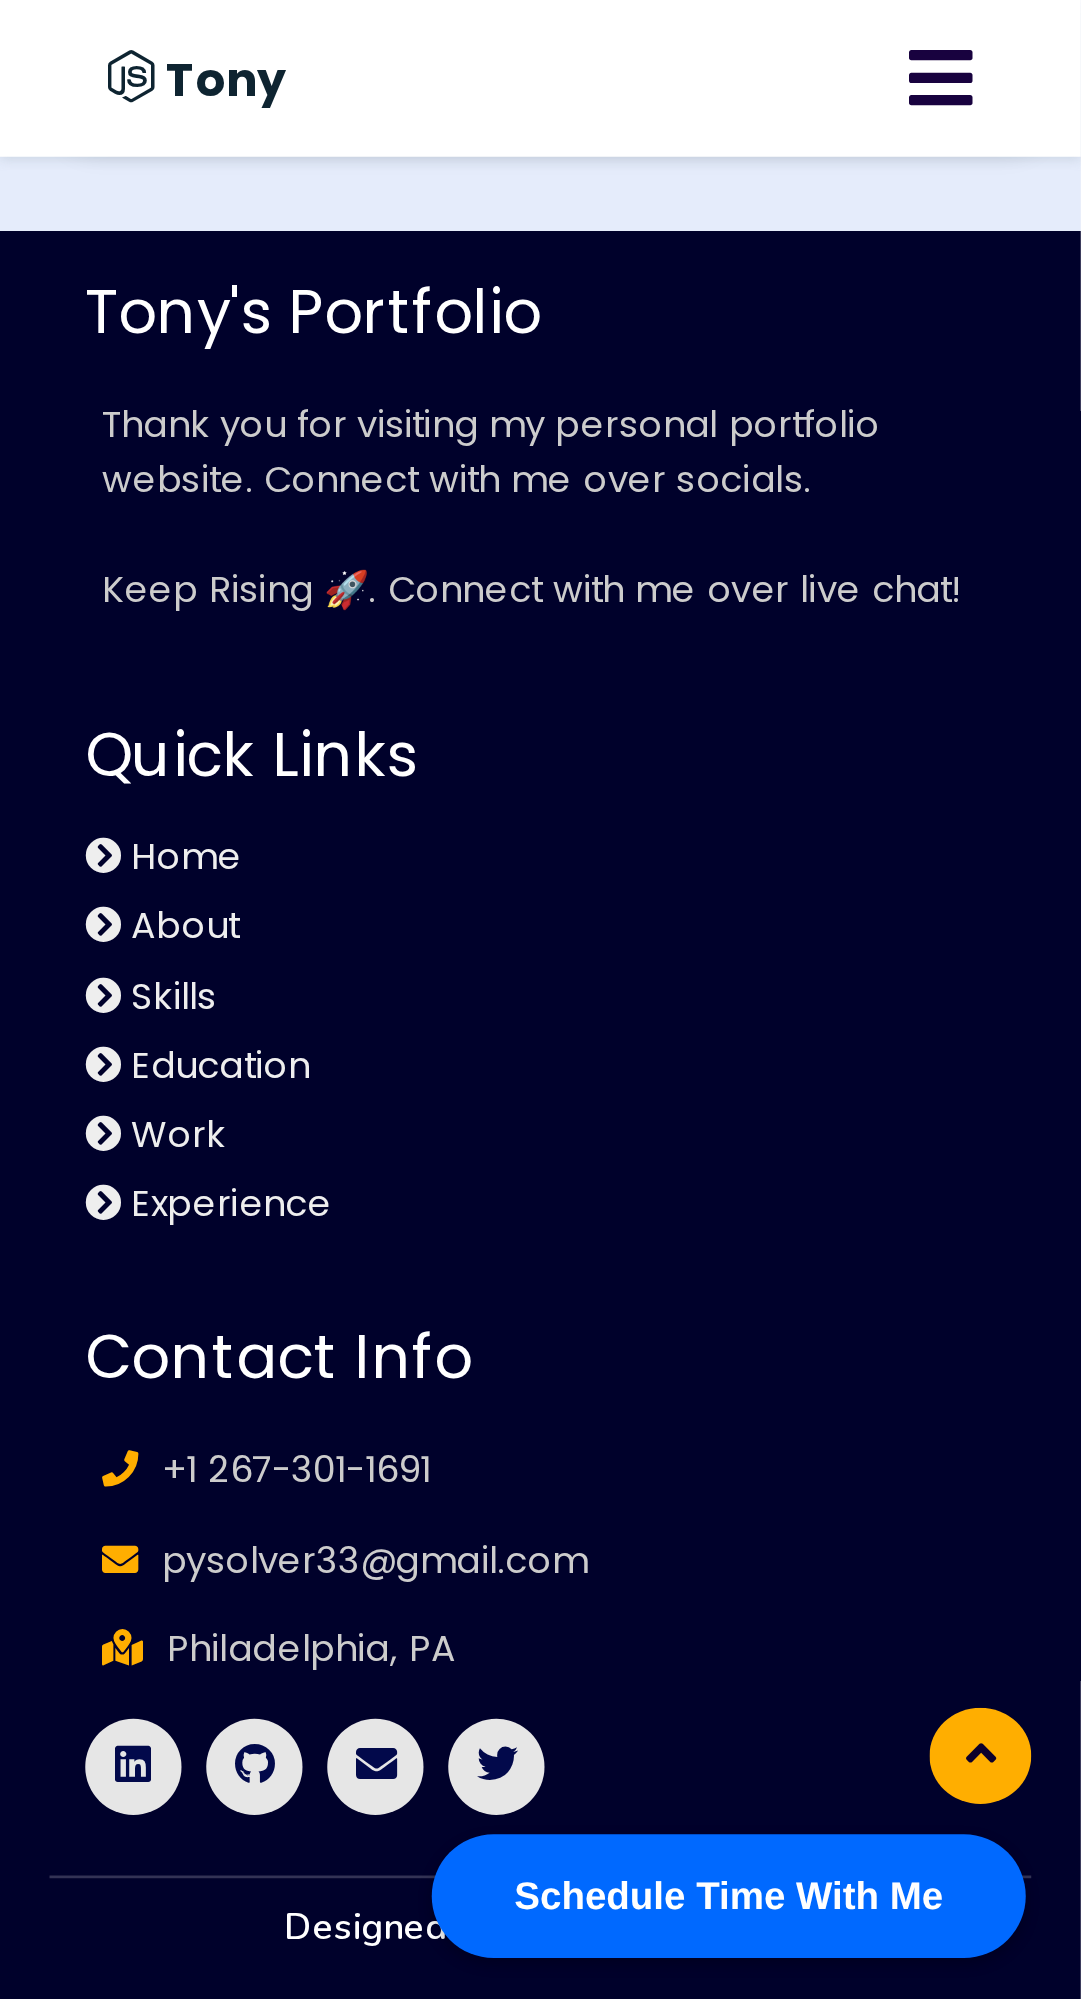 Tony
Tony's Portfolio
Thank you for visiting my personal portfolio
website. Connect with me over socials.
Keep Rising 🚀. Connect with me over live chat!
Quick Links
Home
About
Skills
Education
Work
Experience
Contact Info
+1 267-301-1691
pysolver33@gmail.com
Philadelphia, PA
Schedule Time With Me
Designed